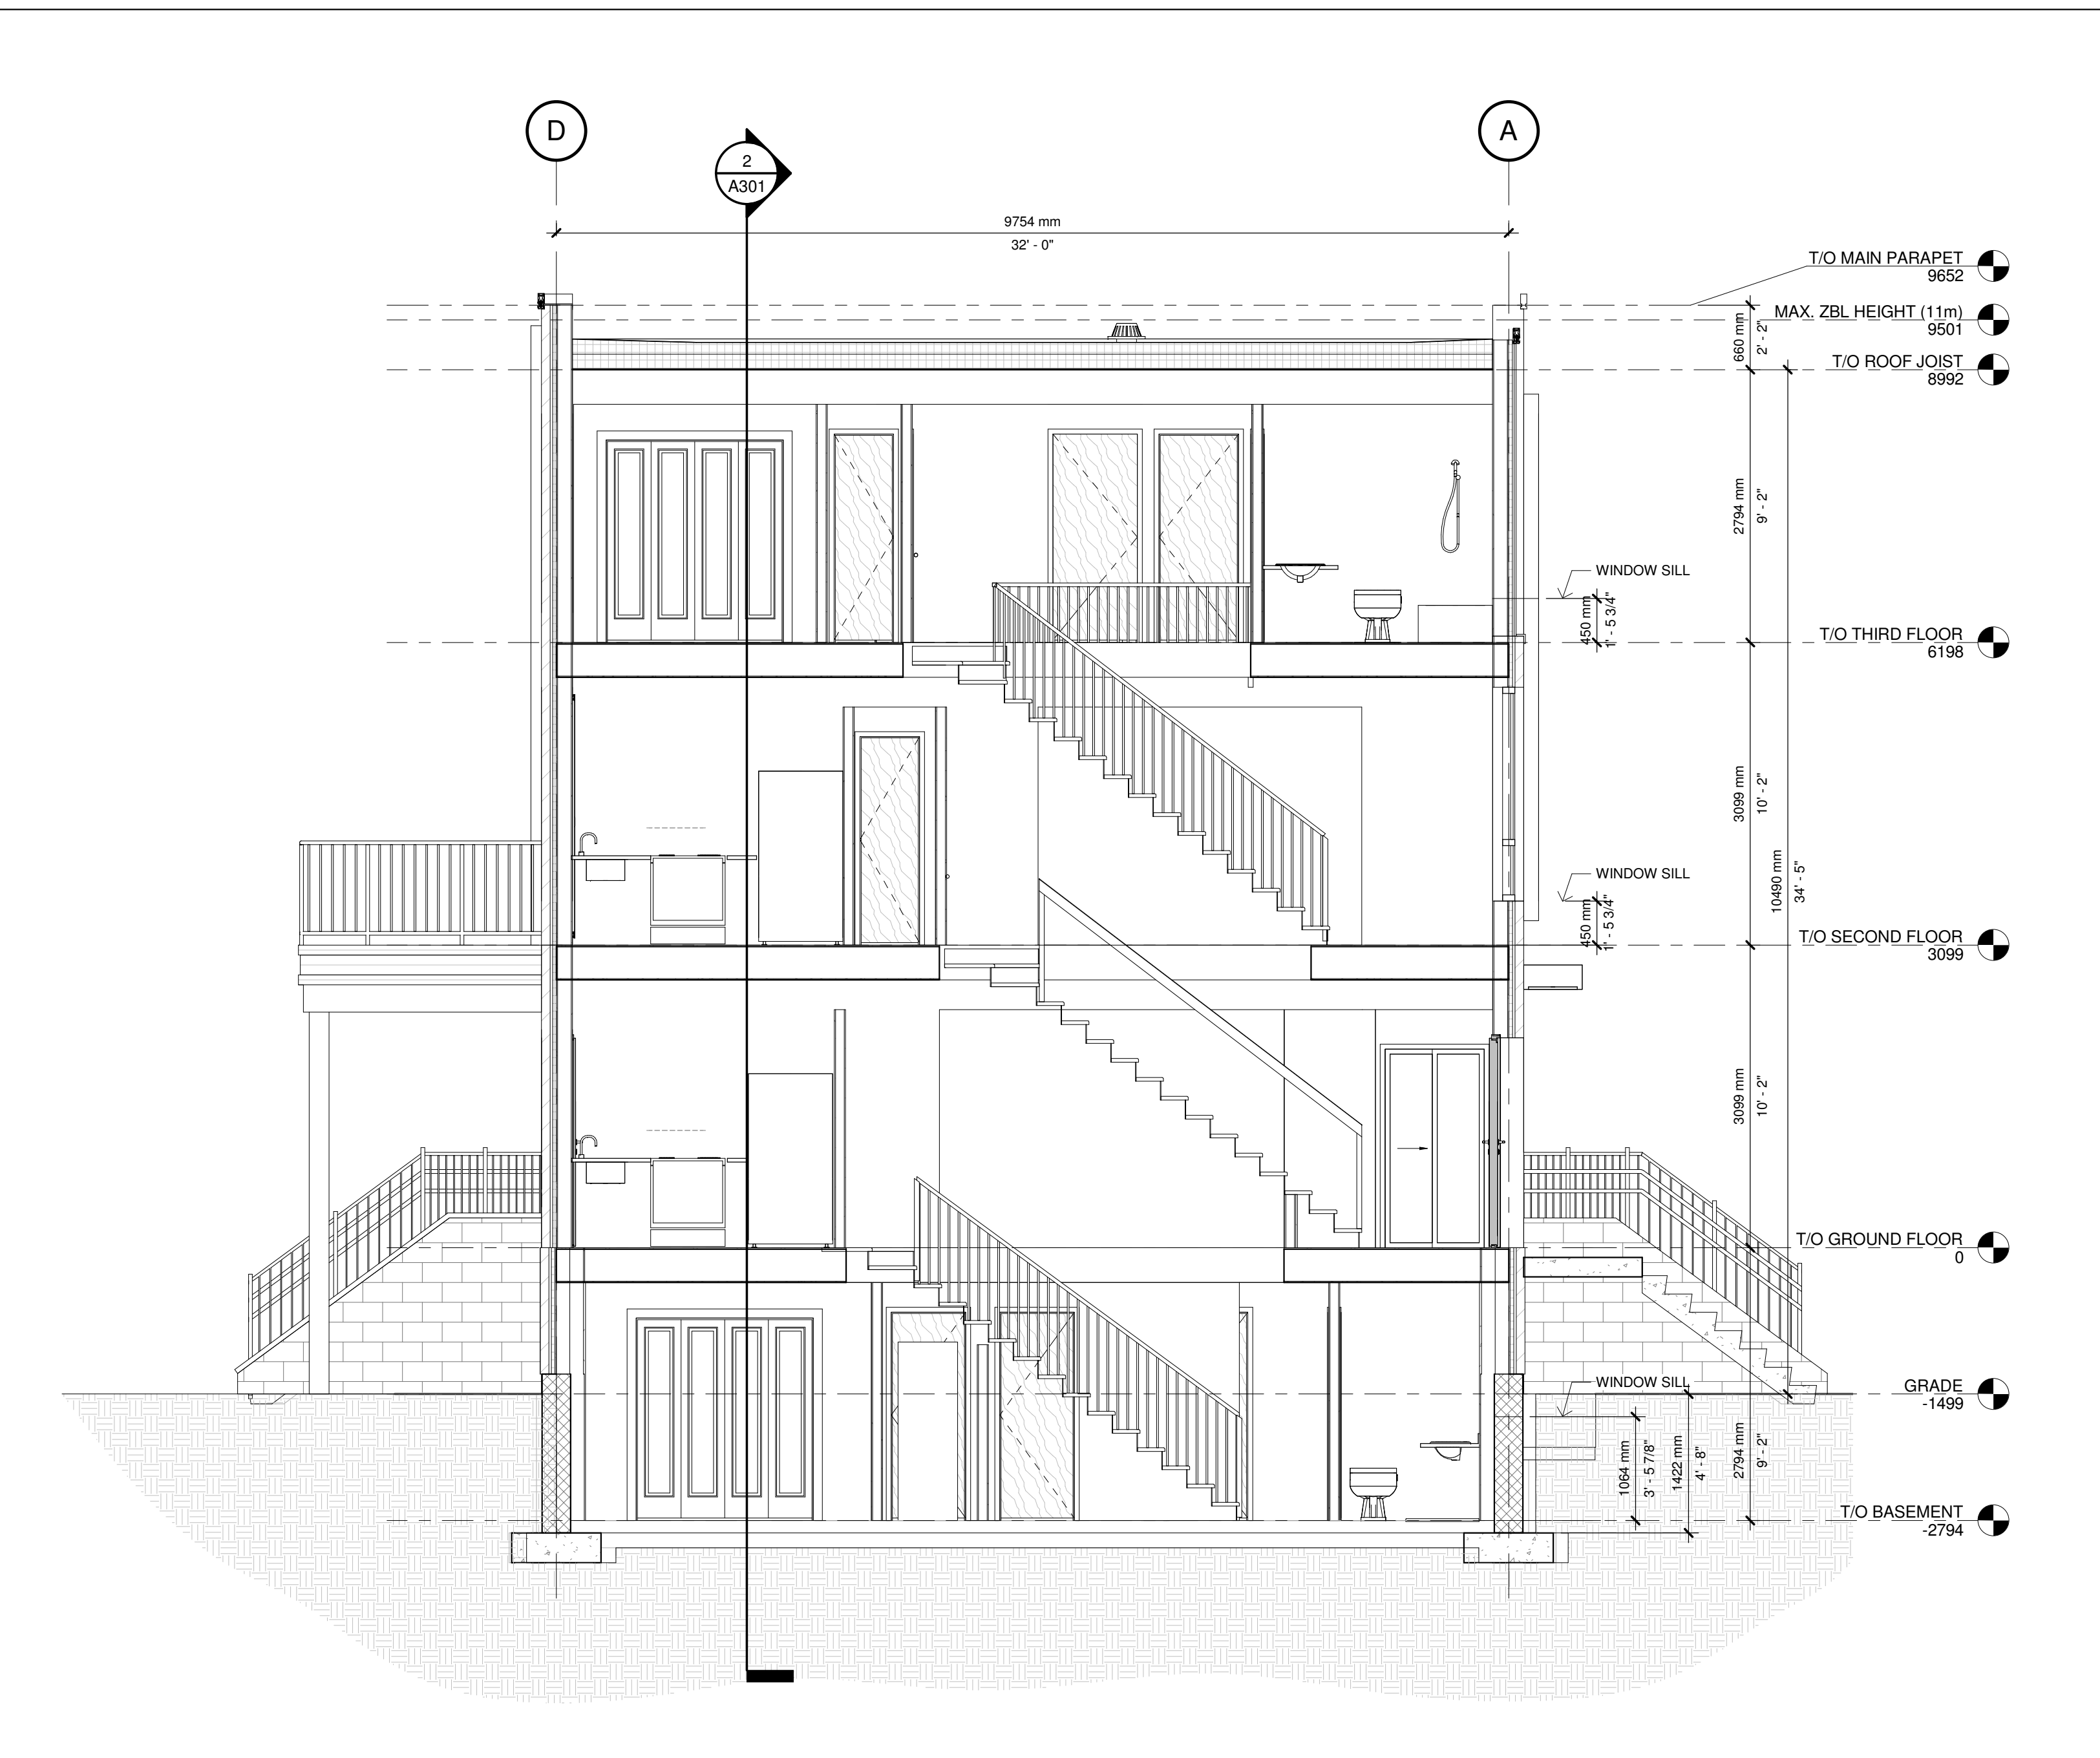 D
A
2
A301
9754 mm
32' - 0"
T/O MAIN PARAPET
9652
MAX. ZBL HEIGHT (11m)
9501
660 mm
2' - 2"
T/O ROOF JOIST
8992
2794 mm
9' - 2"
WINDOW SILL
450 mm
1' - 5 3/4"
T/O THIRD FLOOR
6198
3099 mm
10' - 2"
10490 mm
34' - 5"
WINDOW SILL
450 mm
1' - 5 3/4"
T/O SECOND FLOOR
3099
3099 mm
10' - 2"
T/O GROUND FLOOR
0
WINDOW SILL
GRADE
-1499
1064 mm
3' - 5 7/8"
1422 mm
4' - 8"
2794 mm
9' - 2"
T/O BASEMENT
-2794